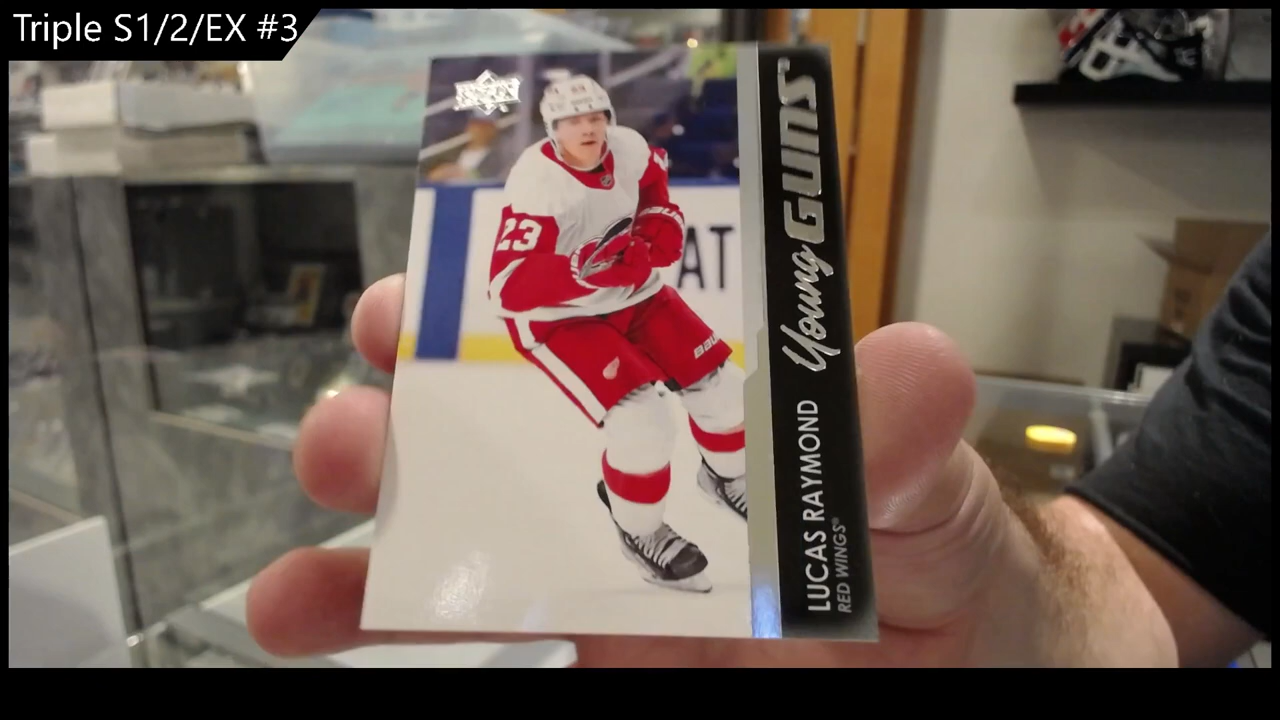 Triple S1/2/EX #3
23
AT
Young GUNS
LUCAS RAYMOND
RED WINGS®